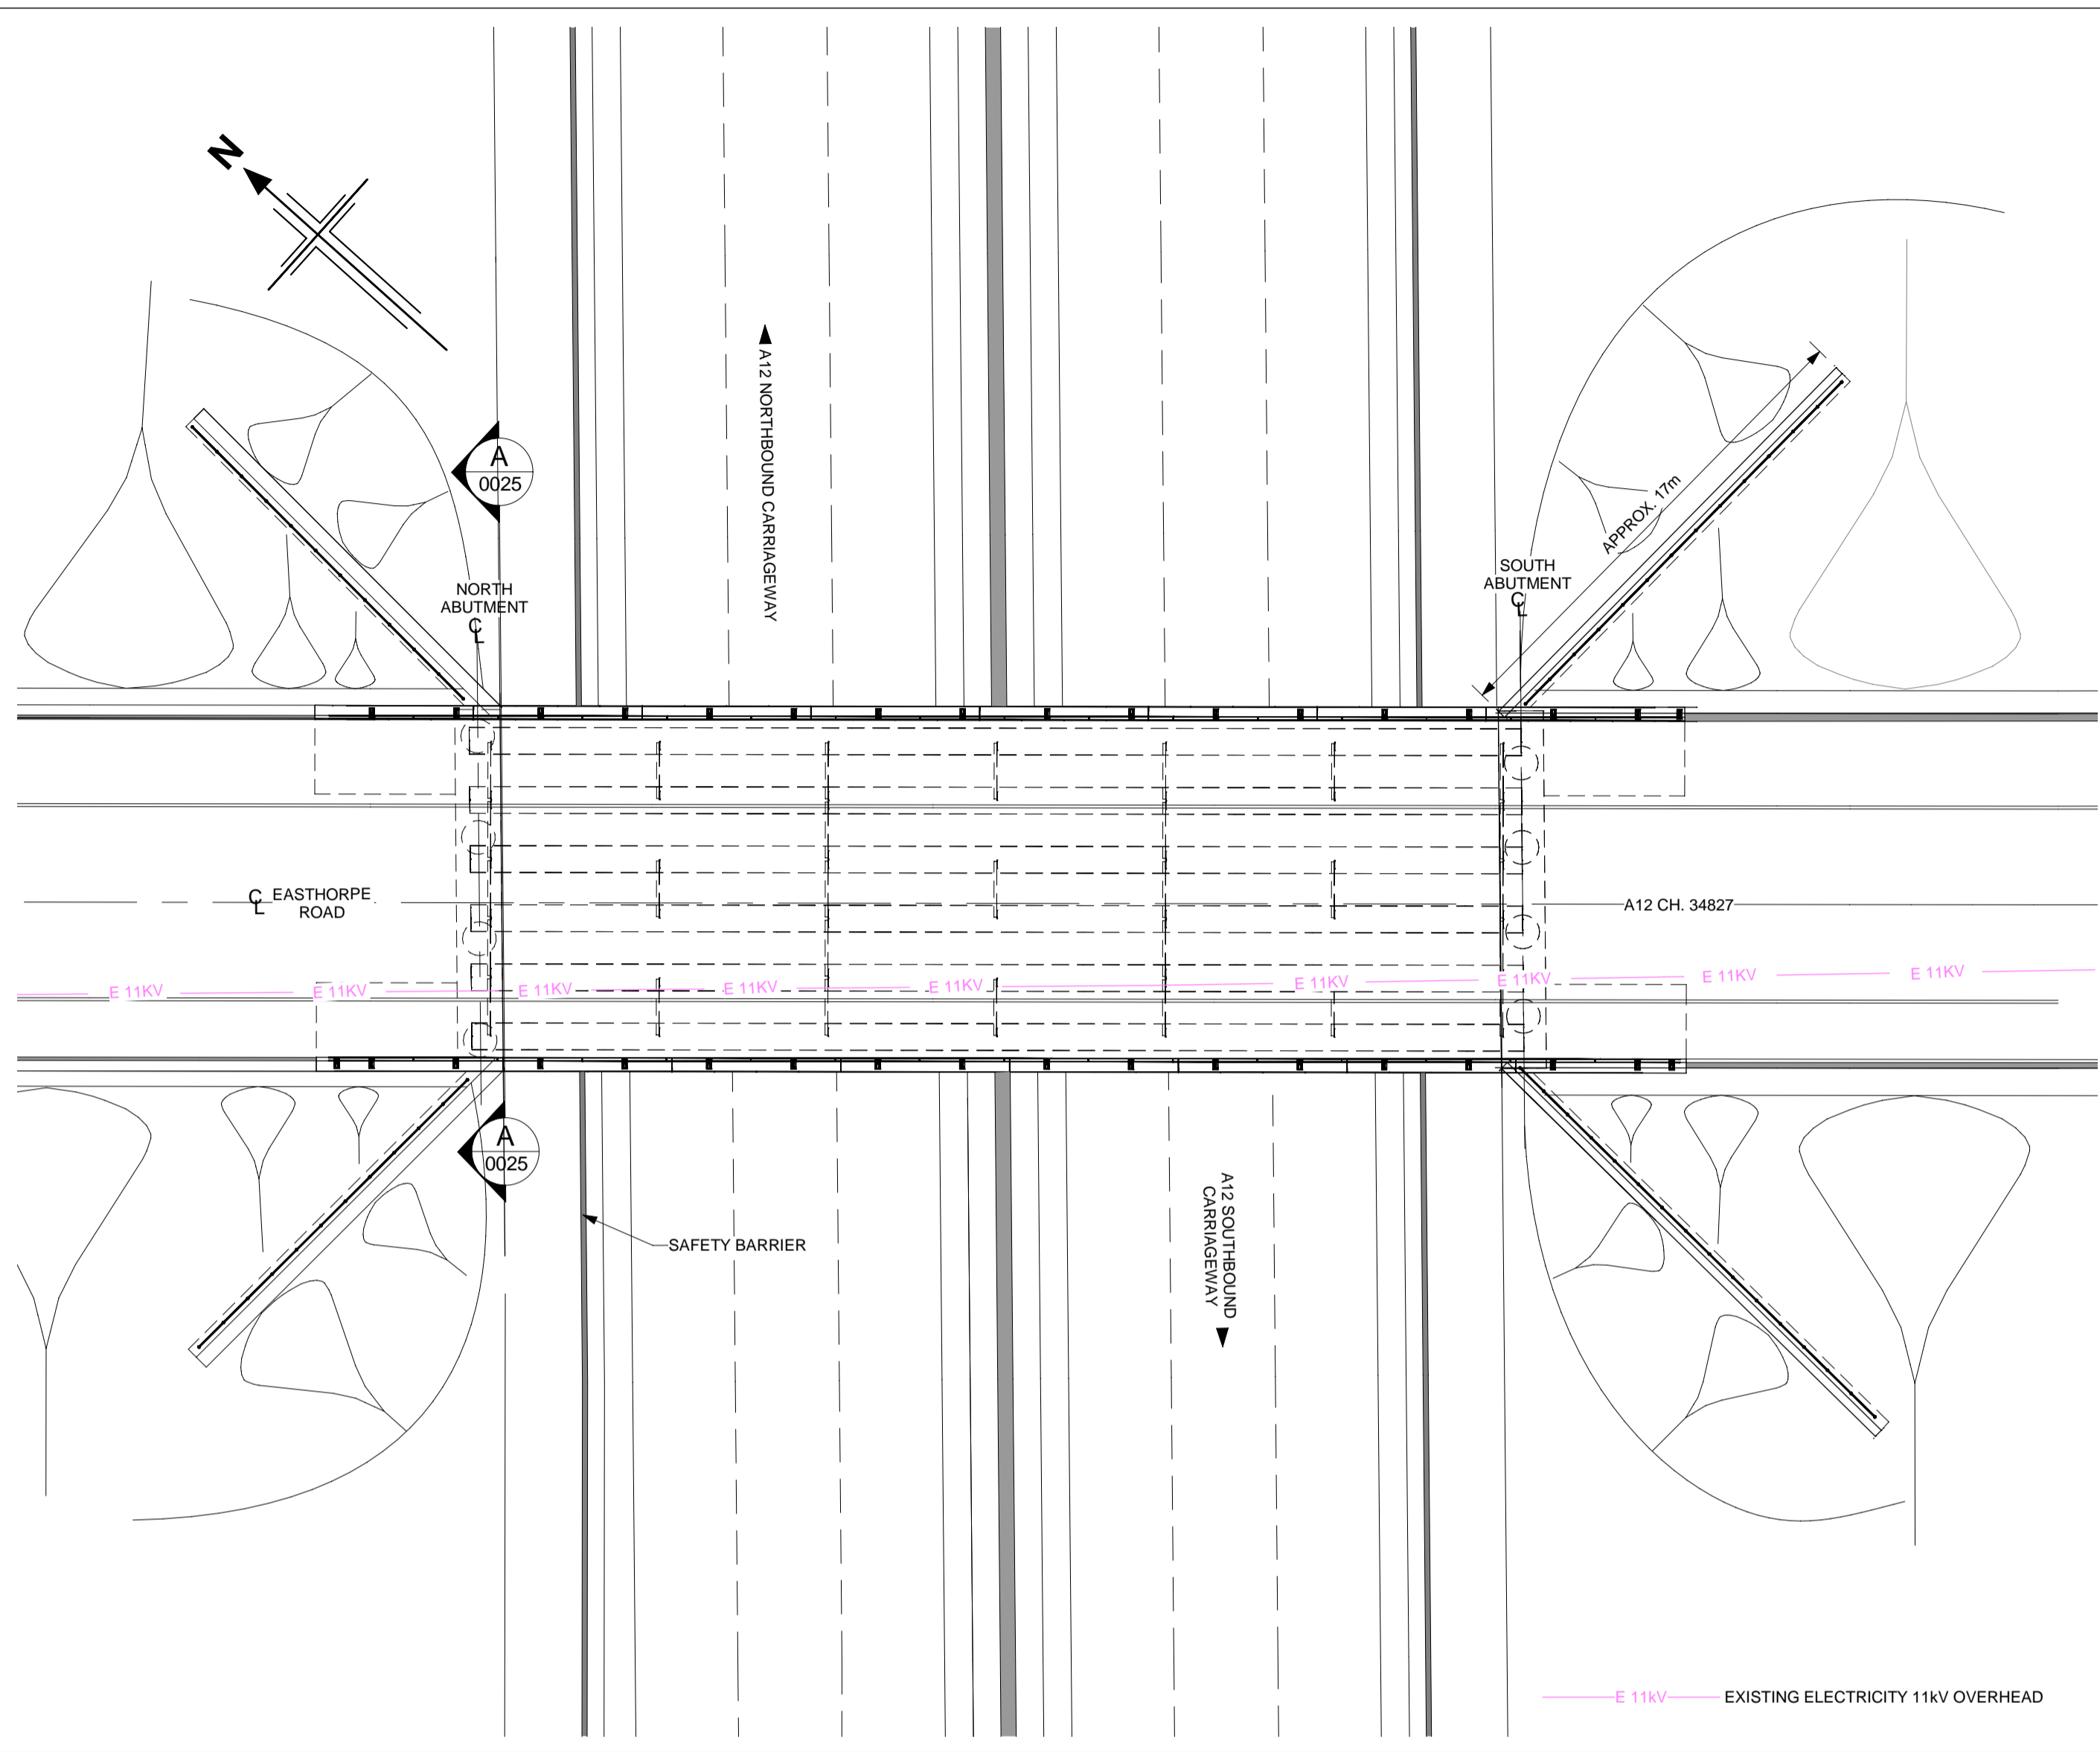 N
A12 NORTHBOUND CARRIAGEWAY
A
0025
APPROX. 17m
NORTH
ABUTMENT
CL
SOUTH
ABUTMENT
CL
CL EASTHORPE
ROAD
A12 CH. 34827
E 11KV
E 11KV
E 11KV
E 11KV
E 11KV
E 11KV
E 11KV
E 11KV
E 11KV
A
0025
SAFETY BARRIER
A12 SOUTHBOUND
CARRIAGEWAY
E 11kV EXISTING ELECTRICITY 11kV OVERHEAD